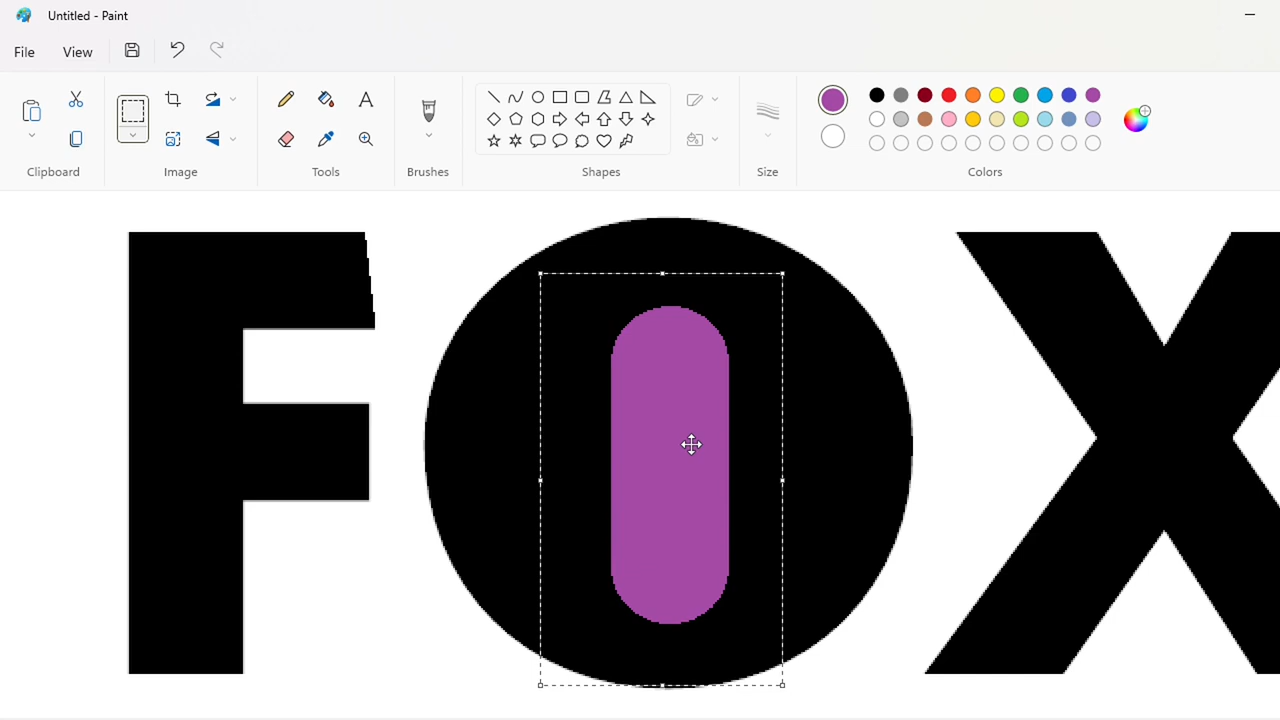 Untitled - Paint
File View
Clipboard Image Tools Brushes Shapes Size Colors
FOX